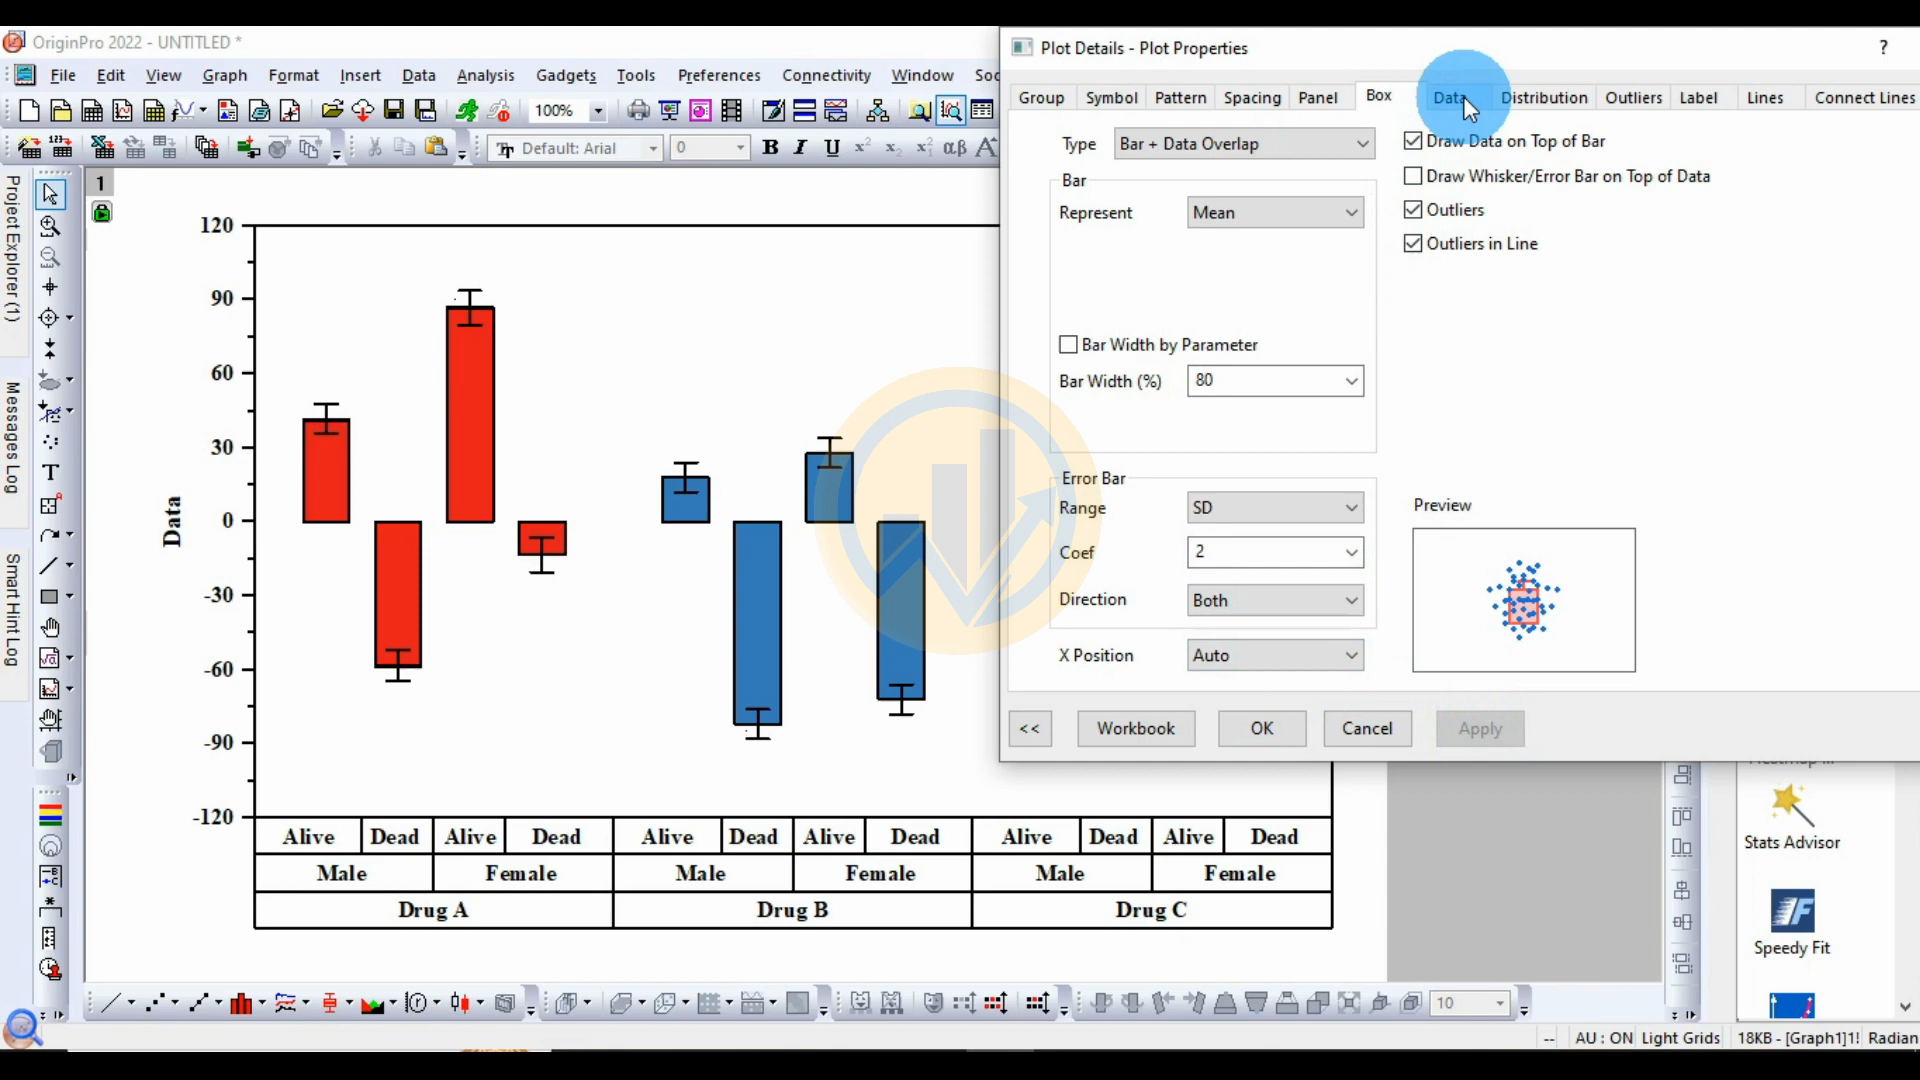 OriginPro 2022 - UNTITLED *
File Edit View Graph Format Insert Data Analysis Gadgets Tools Preferences Connectivity Window Soc
100%
Default: Arial 0 B I U x² x₂ αβ A
Project Explorer (1)
Messages Log
Smart Hint Log
1
T
120
90
60
30
0
-30
-60
-90
-120
Data
Alive Dead Alive Dead Alive Dead Alive Dead Alive Dead Alive Dead
Male Female Male Female Male Female
Drug A Drug B Drug C
Plot Details - Plot Properties ?
Group Symbol Pattern Spacing Panel Box Data Distribution Outliers Label Lines Connect Lines
Type Bar + Data Overlap
Bar
Represent Mean
Bar Width by Parameter
Bar Width (%) 80
Error Bar
Range SD
Coef 2
Direction Both
X Position Auto
Draw Data on Top of Bar
Draw Whisker/Error Bar on Top of Data
Outliers
Outliers in Line
Preview
<< Workbook OK Cancel Apply
Stats Advisor
Speedy Fit
10
-- AU : ON Light Grids 18KB - [Graph1]1! Radian